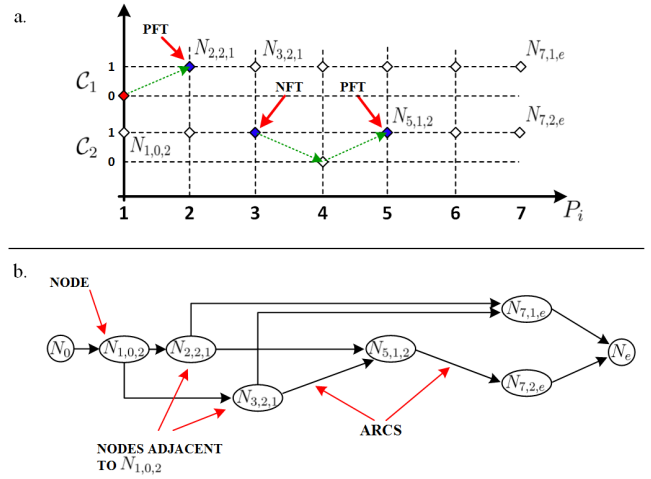 a.
PFT
N2,2,1
N3,2,1
N7,1,e
C1
1
0
NFT
PFT
N5,1,2
N7,2,e
C2
1
N1,0,2
0
1 2 3 4 5 6 7 Pi
b.
NODE
N0
N1,0,2
N2,2,1
N3,2,1
N5,1,2
N7,1,e
N7,2,e
Ne
ARCS
NODES ADJACENT
TO N1,0,2